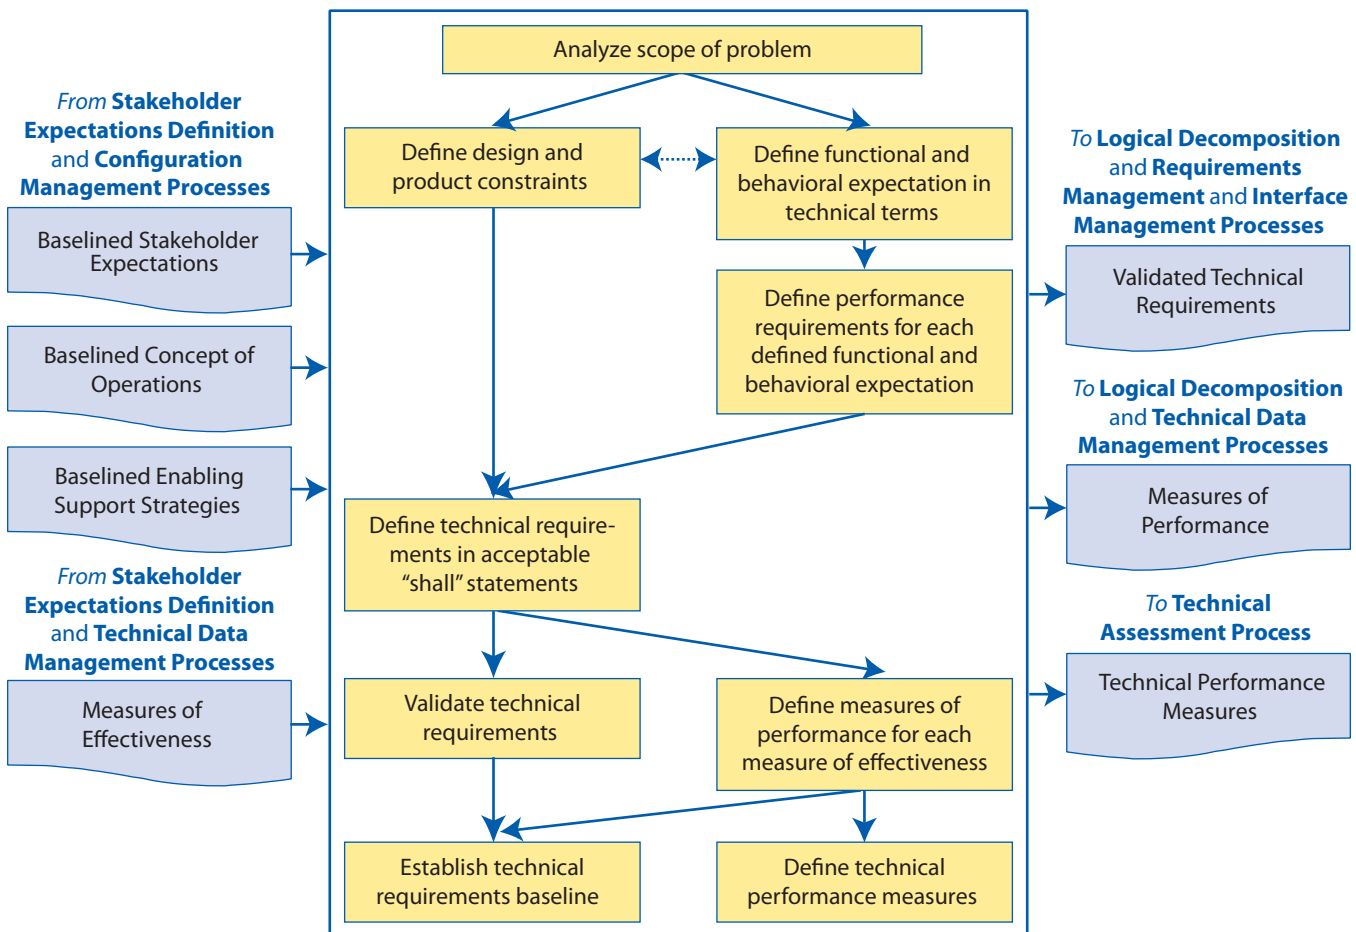 Analyze scope of problem
From Stakeholder
Expectations Definition
and Configuration
Management Processes
Baselined Stakeholder
Expectations
Baselined Concept of
Operations
Baselined Enabling
Support Strategies
From Stakeholder
Expectations Definition
and Technical Data
Management Processes
Measures of
Effectiveness
Define design and
product constraints
Define functional and
behavioral expectation in
technical terms
Define performance
requirements for each
defined functional and
behavioral expectation
Define technical require-
ments in acceptable
“shall” statements
Validate technical
requirements
Define measures of
performance for each
measure of effectiveness
Establish technical
requirements baseline
Define technical
performance measures
To Logical Decomposition
and Requirements
Management and Interface
Management Processes
Validated Technical
Requirements
To Logical Decomposition
and Technical Data
Management Processes
Measures of
Performance
To Technical
Assessment Process
Technical Performance
Measures